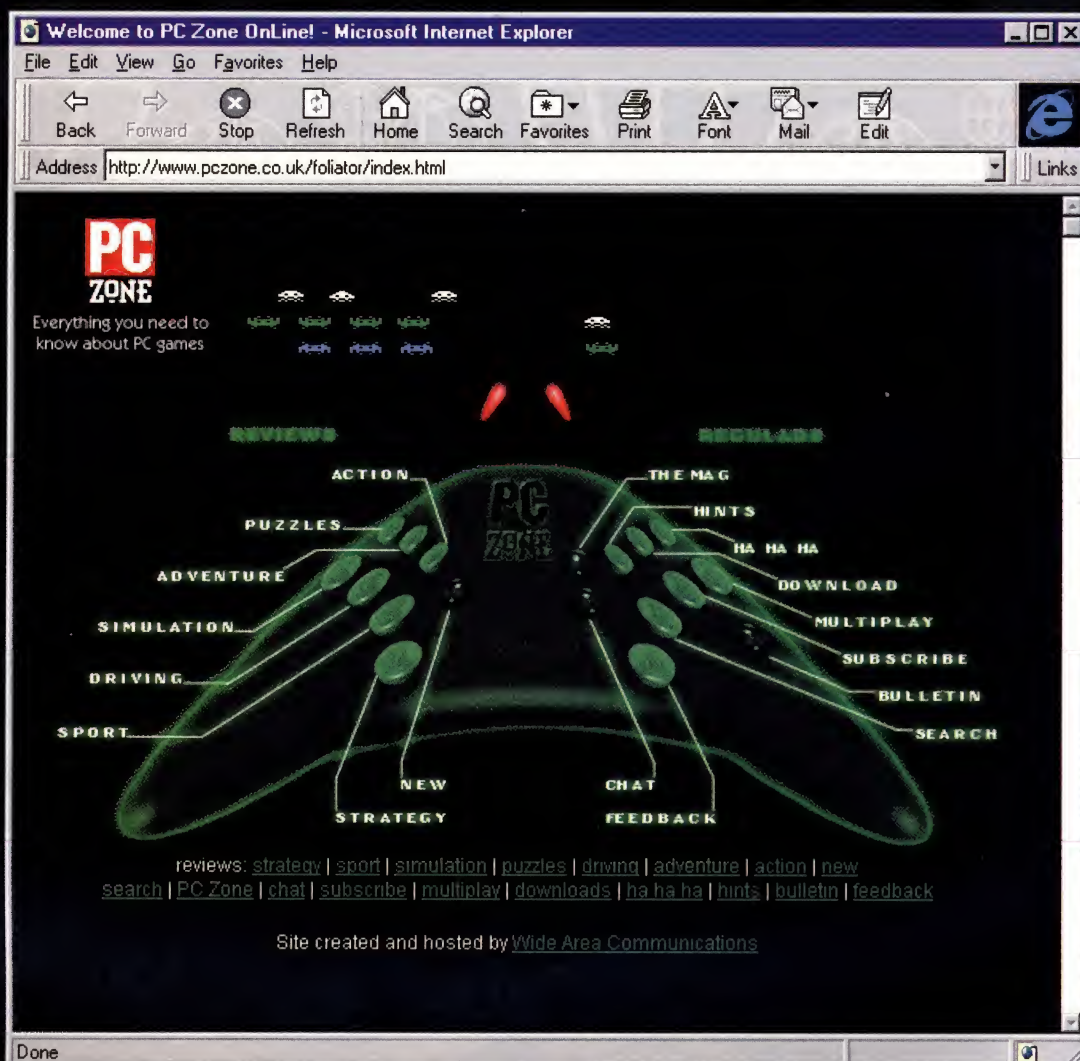 Welcome to PC Zone OnLine! - Microsoft Internet Explorer
File Edit View Go Favorites Help
Back Forward Stop Refresh Home Search Favorites Print Font Mail Edit
Address http://www.pczone.co.uk/foliator/index.html Links
PC
ZONE
Everything you need to
know about PC games
REVIEWS REGULARS
ACTION THE MAG
PC
ZONE
PUZZLES HINTS
HA HA HA
ADVENTURE DOWNLOAD
SIMULATION MULTIPLAY
SUBSCRIBE
DRIVING BULLETIN
SPORT SEARCH
NEW CHAT
STRATEGY FEEDBACK
reviews: strategy | sport | simulation | puzzles | driving | adventure | action | new
search | PC Zone | chat | subscribe | multiplay | downloads | ha ha ha | hints | bulletin | feedback
Site created and hosted by Wide Area Communications
Done